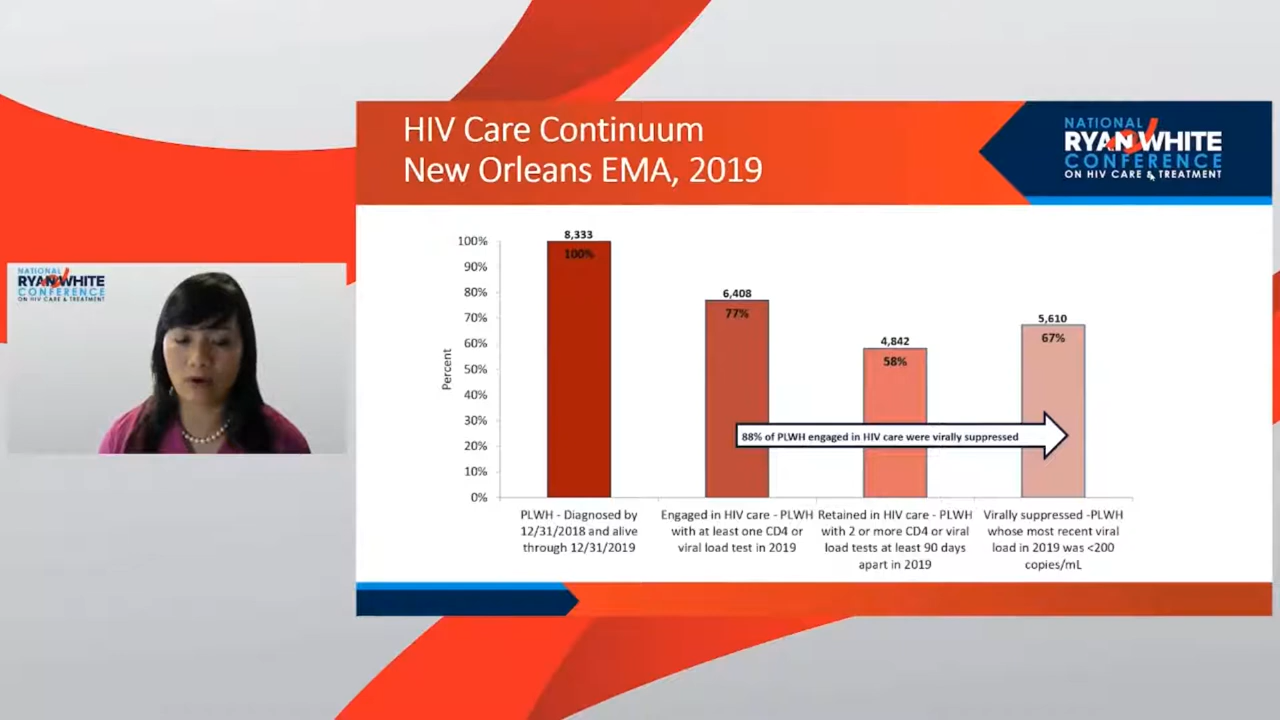 HIV Care Continuum
New Orleans EMA, 2019
NATIONAL
RYAN WHITE
CONFERENCE
ON HIV CARE & TREATMENT
NATIONAL
RYAN WHITE
CONFERENCE
ON HIV CARE & TREATMENT
Percent
100%
90%
80%
70%
60%
50%
40%
30%
20%
10%
0%
8,333
100%
6,408
77%
4,842
58%
5,610
67%
88% of PLWH engaged in HIV care were virally suppressed
PLWH - Diagnosed by
12/31/2018 and alive
through 12/31/2019
Engaged in HIV care - PLWH
with at least one CD4 or
viral load test in 2019
Retained in HIV care - PLWH
with 2 or more CD4 or viral
load tests at least 90 days
apart in 2019
Virally suppressed -PLWH
whose most recent viral
load in 2019 was <200
copies/mL